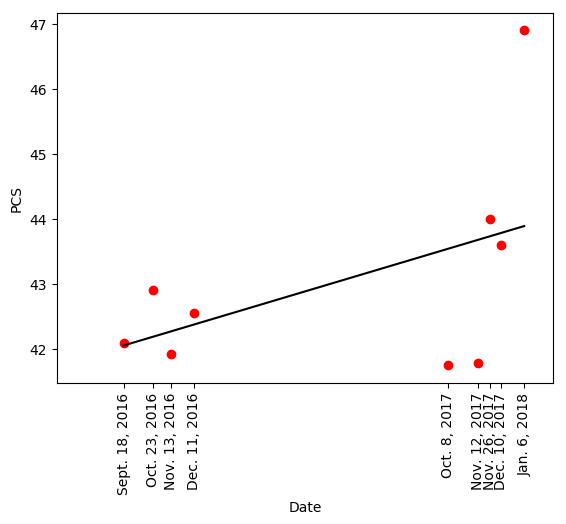 47
46
45
44
43
42
PCS
Sept. 18, 2016
Oct. 23, 2016
Nov. 13, 2016
Dec. 11, 2016
Oct. 8, 2017
Nov. 12, 2017
Nov. 26, 2017
Dec. 10, 2017
Jan. 6, 2018
Date